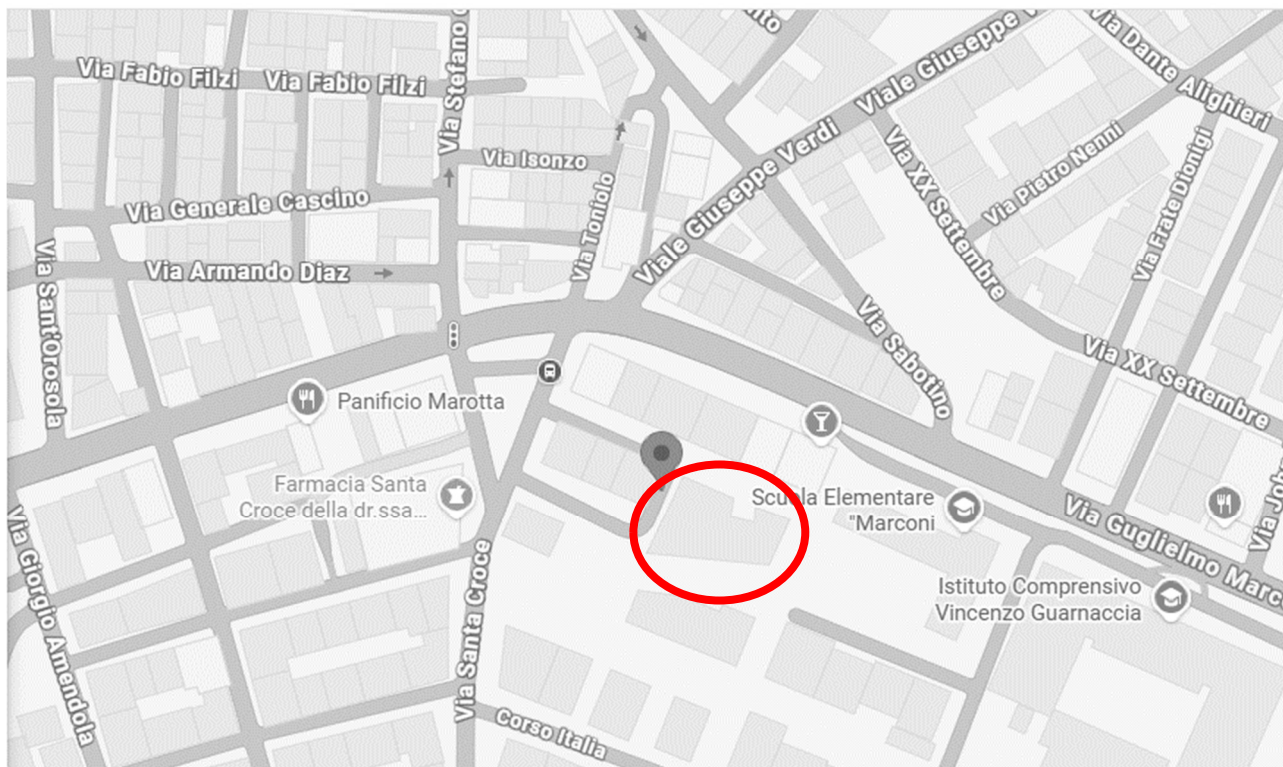 Viale Giuseppe V
Via Dante Alighieri
Via Stefano
Via Fabio Filzi
Via Fabio Filzi
Viale Giuseppe Verdi
Via Isonzo
Via XX Settembre
Via Pietro Nenni
Via Frate Dionigi
Via Generale Cascino
Via Toniolo
Via Armando Diaz
Via Sant'Orosola
Via Sabotino
Via XX Settembre
Panificio Marotta
Farmacia Santa
Croce della dr.ssa...
Scuola Elementare
"Marconi
Via Guglielmo Marco
Via Giorgio Amendola
Via Santa Croce
Istituto Comprensivo
Vincenzo Guarnaccia
Corso Italia